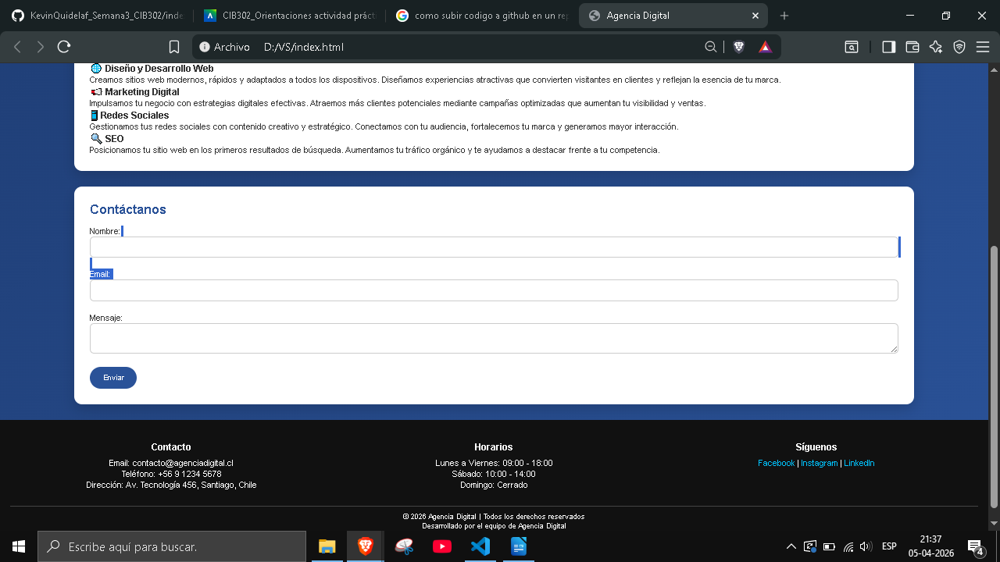 KevinQuidelaf_Semana3_CIB302/inde
CIB302_Orientaciones actividad práct
como subir codigo a github en un re
Agencia Digital
Archivo D:/VS/index.html
Diseño y Desarrollo Web
Creamos sitios web modernos, rápidos y adaptados a todos los dispositivos. Diseñamos experiencias atractivas que convierten visitantes en clientes y reflejan la esencia de tu marca.
Marketing Digital
Impulsamos tu negocio con estrategias digitales efectivas. Atraemos más clientes potenciales mediante campañas optimizadas que aumentan tu visibilidad y ventas.
Redes Sociales
Gestionamos tus redes sociales con contenido creativo y estratégico. Conectamos con tu audiencia, fortalecemos tu marca y generamos mayor interacción.
SEO
Posicionamos tu sitio web en los primeros resultados de búsqueda. Aumentamos tu tráfico orgánico y te ayudamos a destacar frente a tu competencia.
Contáctanos
Nombre:
Email:
Mensaje:
Enviar
Contacto
Email: contacto@agenciadigital.cl
Teléfono: +56 9 1234 5678
Dirección: Av. Tecnología 456, Santiago, Chile
Horarios
Lunes a Viernes: 09:00 - 18:00
Sábado: 10:00 - 14:00
Domingo: Cerrado
Síguenos
Facebook | Instagram | LinkedIn
© 2026 Agencia Digital | Todos los derechos reservados
Desarrollado por el equipo de Agencia Digital
Escribe aquí para buscar.
ESP
21:37
05-04-2026
4